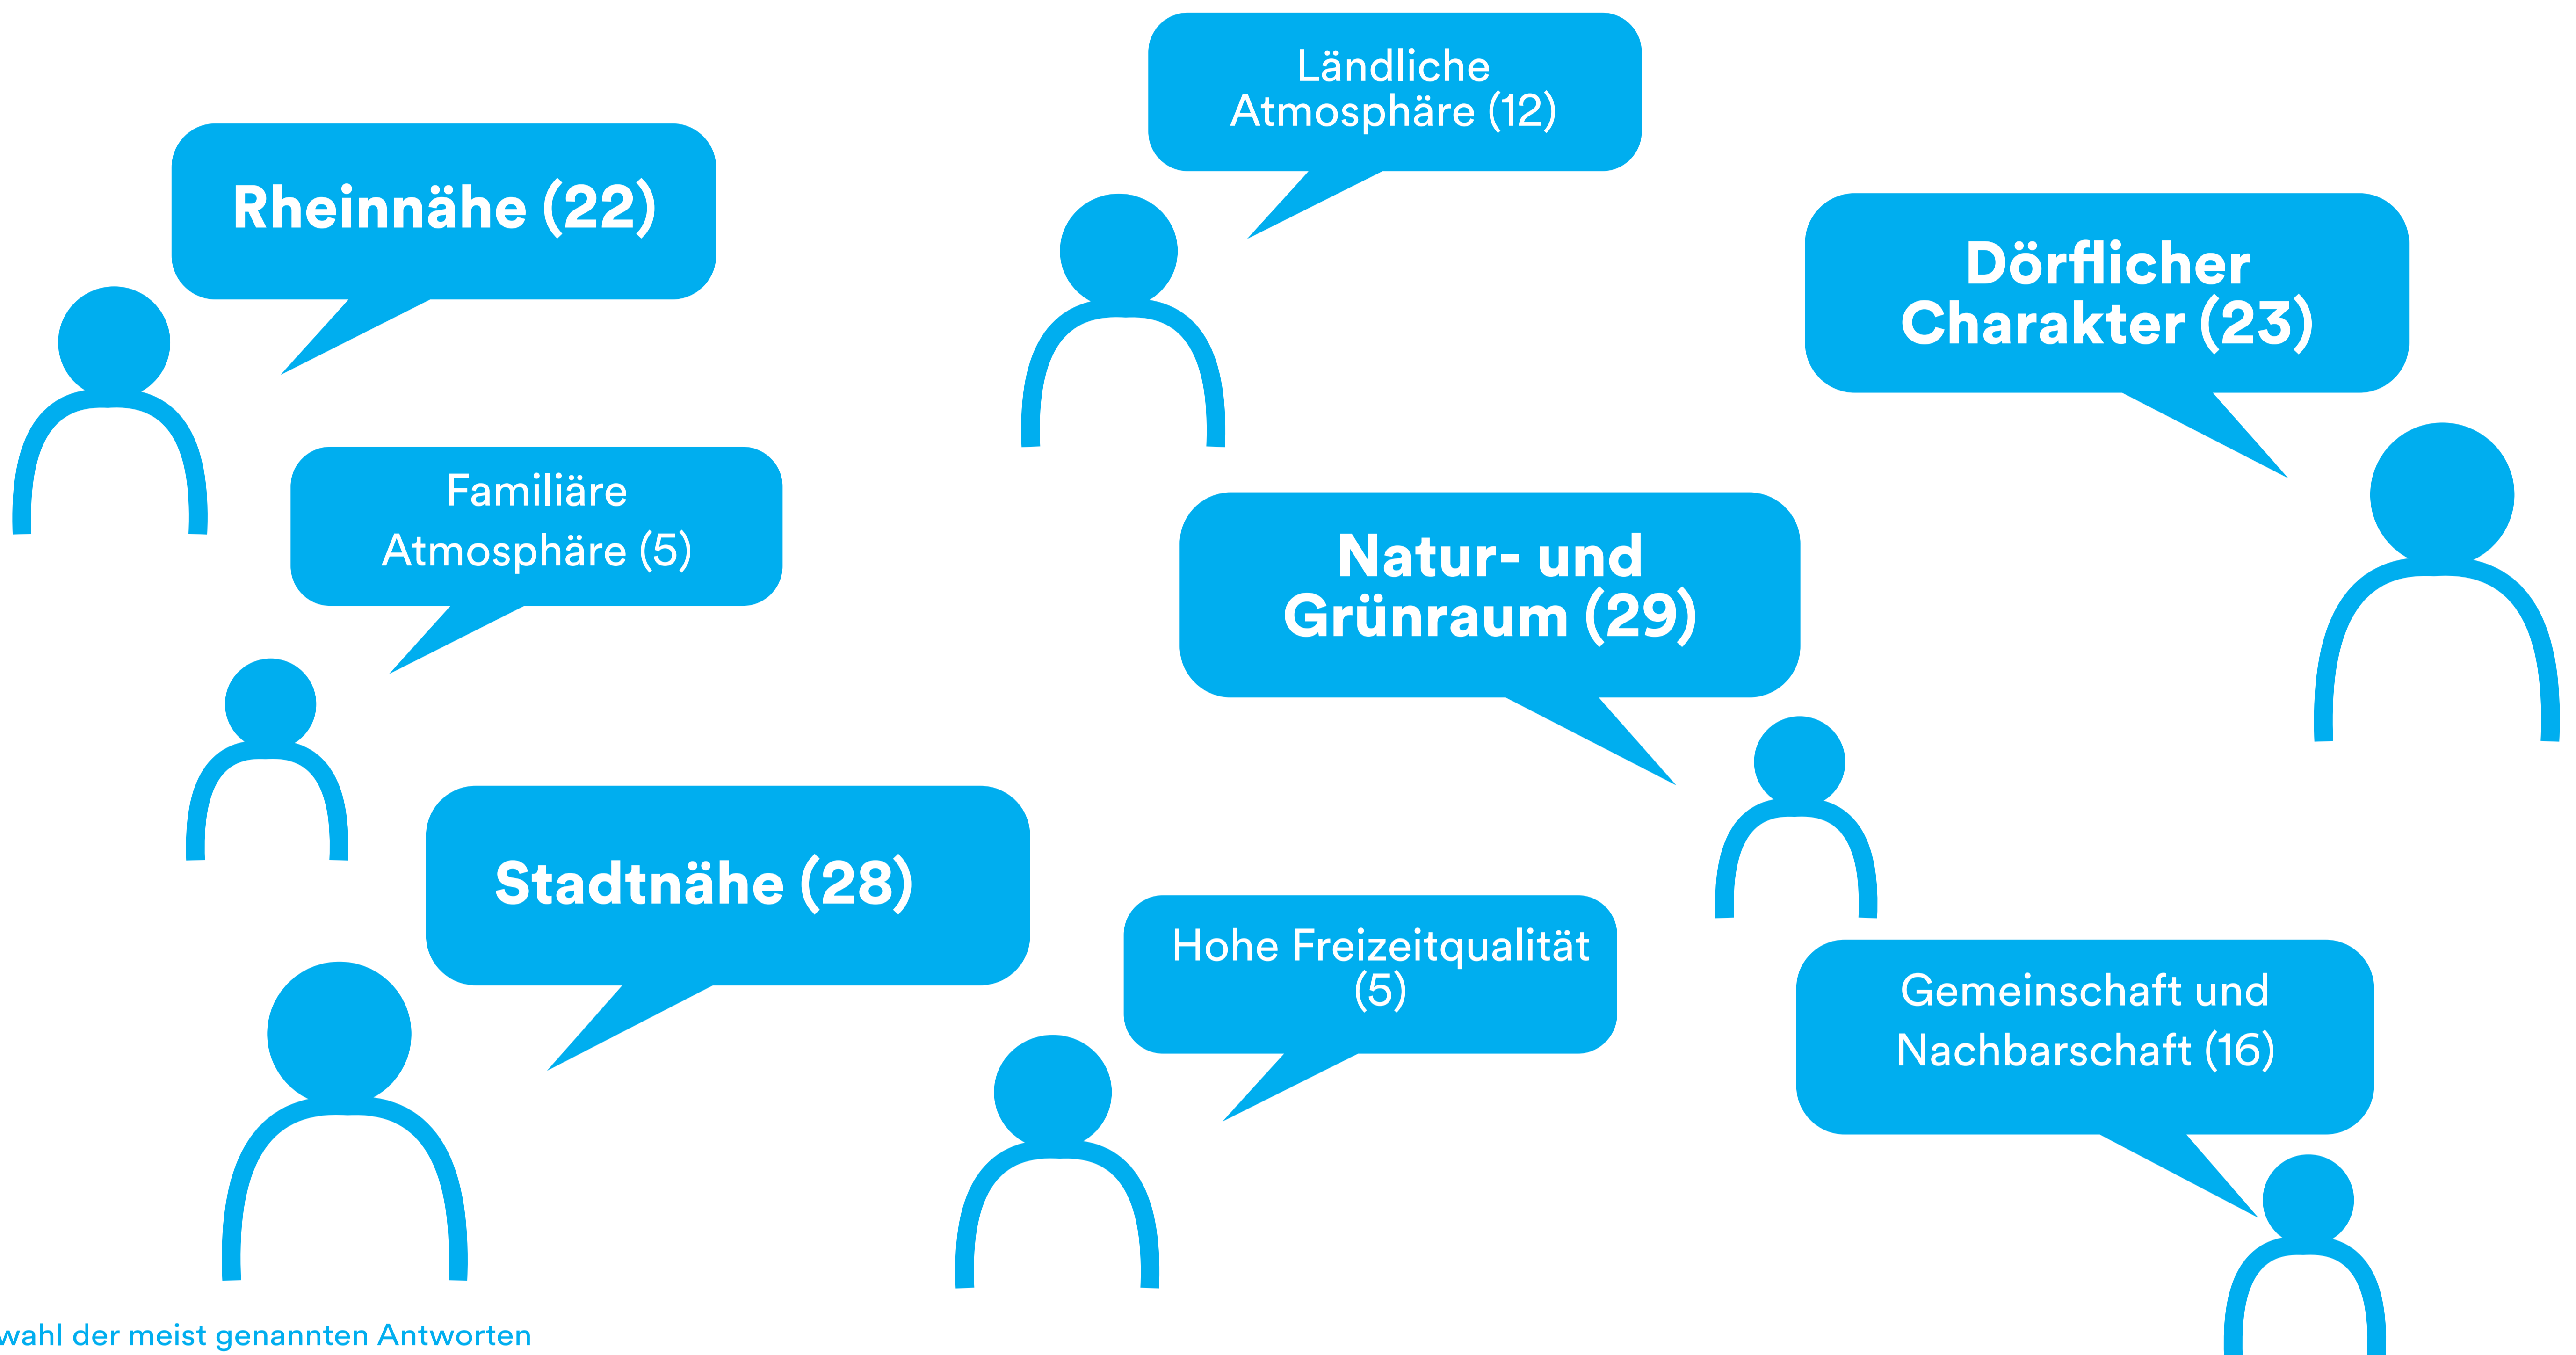 Ländliche
Atmosphäre (12)
Rheinnähe (22)
Dörflicher
Charakter (23)
Familiäre
Atmosphäre (5)
Natur- und
Grünraum (29)
Stadtnähe (28)
Hohe Freizeitqualität
(5)
Gemeinschaft und
Nachbarschaft (16)
wahl der meist genannten Antworten